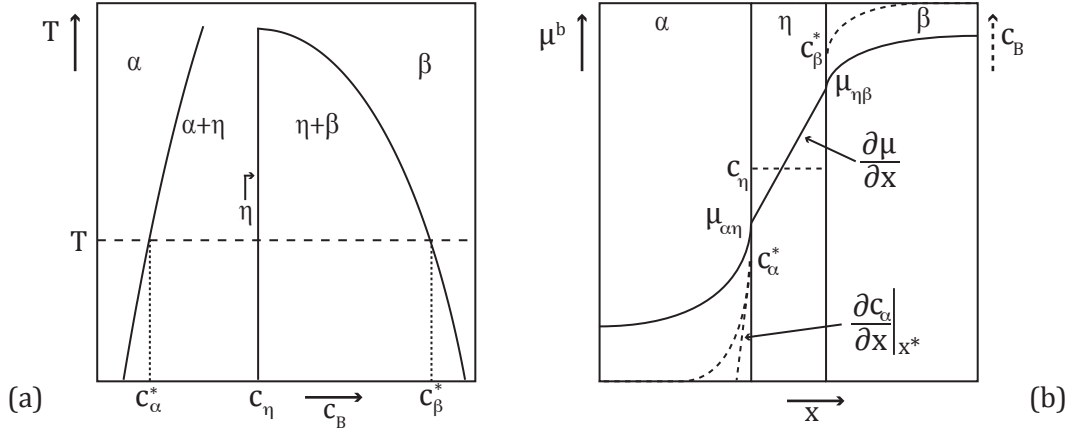 T
α
β
α+η
η+β
η
T
c*α
cη
cB
c*β
(a)
μb
α
η
β
cB
c*β
μηβ
∂μ
∂x
cη
μαη
c*α
∂cα
∂x
x*
x
(b)